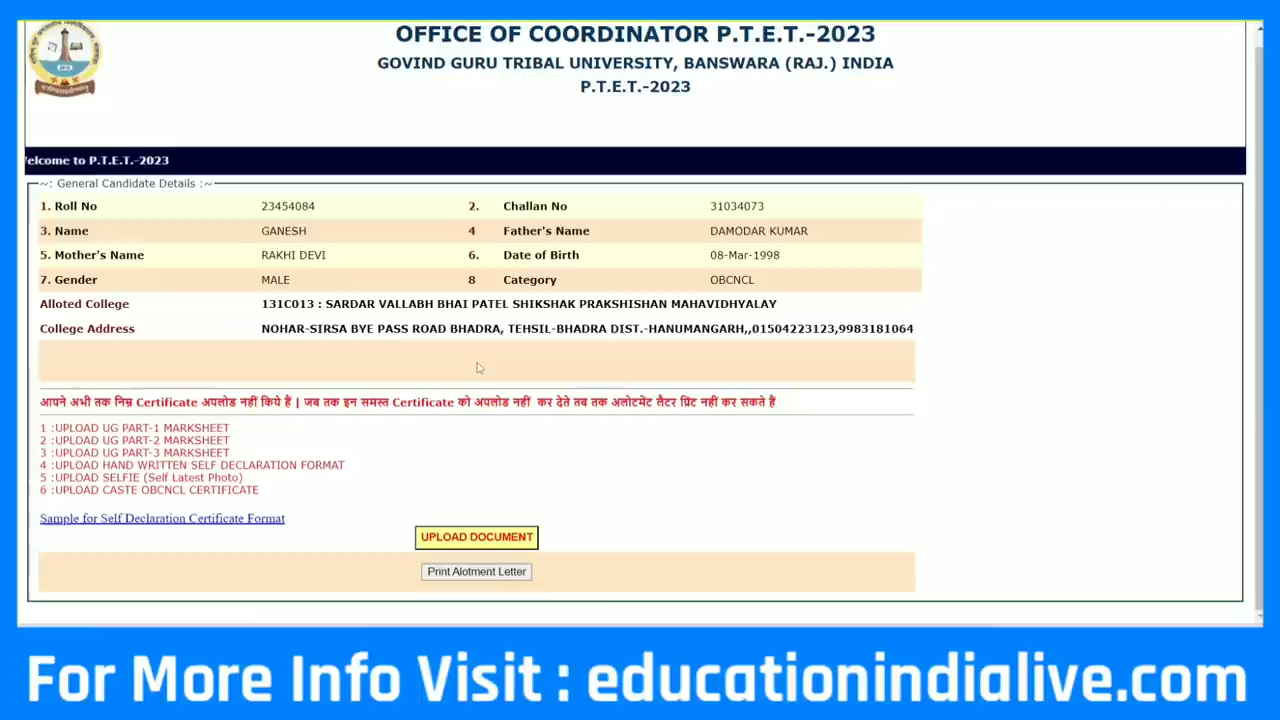 OFFICE OF COORDINATOR P.T.E.T.-2023
GOVIND GURU TRIBAL UNIVERSITY, BANSWARA (RAJ.) INDIA
P.T.E.T.-2023
elcome to P.T.E.T.-2023
~: General Candidate Details :~
1. Roll No 23454084 2. Challan No 31034073
3. Name GANESH 4 Father's Name DAMODAR KUMAR
5. Mother's Name RAKHI DEVI 6. Date of Birth 08-Mar-1998
7. Gender MALE 8 Category OBCNCL
Alloted College 131C013 : SARDAR VALLABH BHAI PATEL SHIKSHAK PRAKSHISHAN MAHAVIDHYALAY
College Address NOHAR-SIRSA BYE PASS ROAD BHADRA, TEHSIL-BHADRA DIST.-HANUMANGARH,,01504223123,9983181064
आपने अभी तक निम्न Certificate अपलोड नहीं किये हैं | जब तक इन समस्त Certificate को अपलोड नहीं कर देते तब तक अलोटमेंट लैटर प्रिंट नहीं कर सकते हैं
1 :UPLOAD UG PART-1 MARKSHEET
2 :UPLOAD UG PART-2 MARKSHEET
3 :UPLOAD UG PART-3 MARKSHEET
4 :UPLOAD HAND WRITTEN SELF DECLARATION FORMAT
5 :UPLOAD SELFIE (Self Latest Photo)
6 :UPLOAD CASTE OBCNCL CERTIFICATE
Sample for Self Declaration Certificate Format
UPLOAD DOCUMENT
Print Alotment Letter
For More Info Visit : educationindialive.com